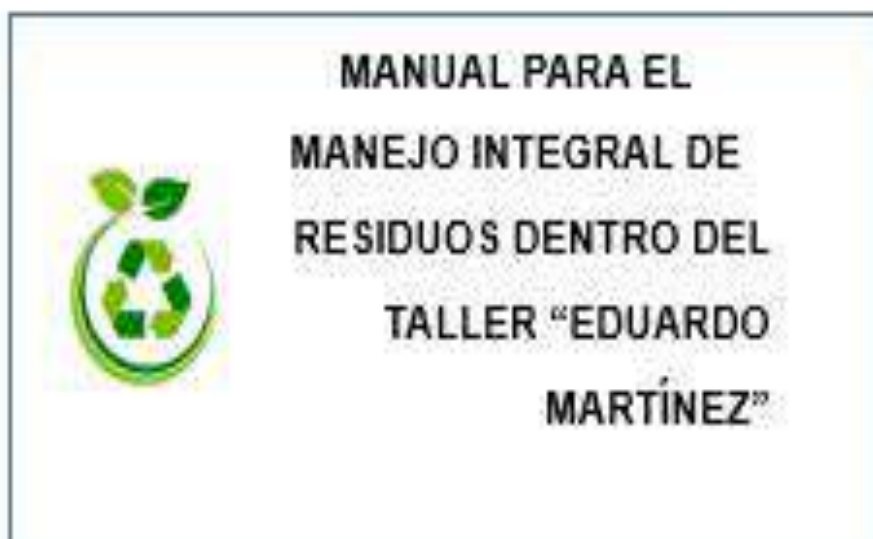 MANUAL PARA EL
MANEJO INTEGRAL DE
RESIDUOS DENTRO DEL
TALLER “EDUARDO
MARTÍNEZ”